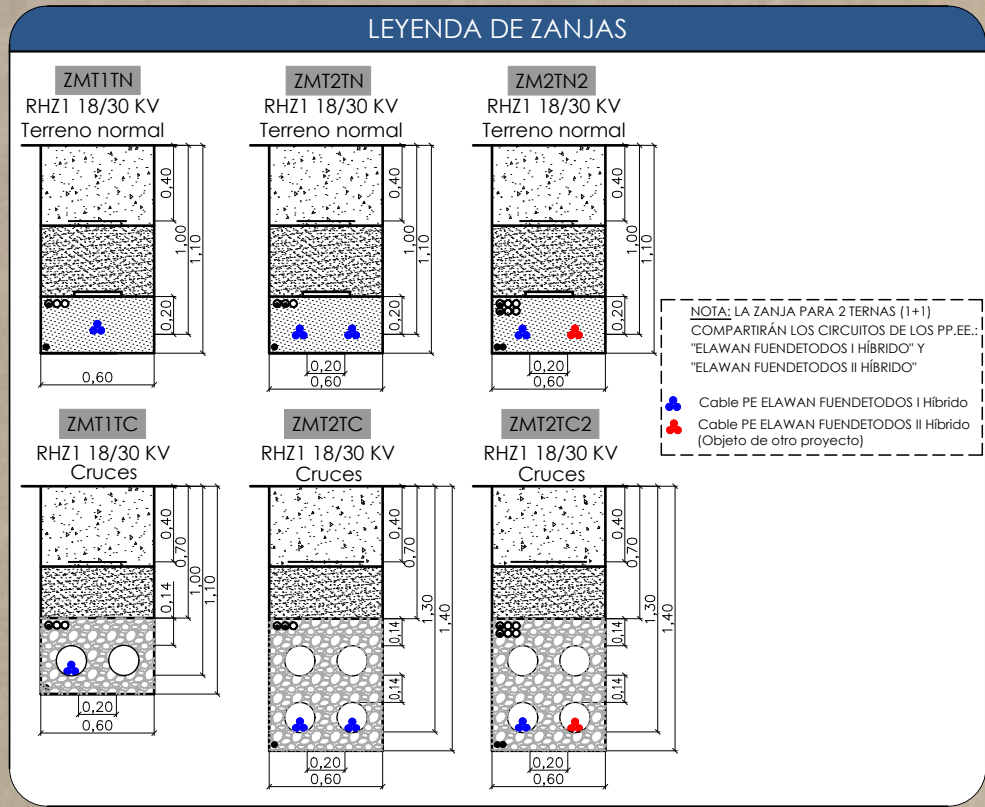 LEYENDA DE ZANJAS
ZMT1TN
RHZ1 18/30 KV
Terreno normal
0,40
1,00
1,10
0,20
0,60
ZMT2TN
RHZ1 18/30 KV
Terreno normal
0,40
1,00
1,10
0,20
0,20
0,60
ZM2TN2
RHZ1 18/30 KV
Terreno normal
0,40
1,00
1,10
0,20
0,20
0,60
NOTA: LA ZANJA PARA 2 TERNAS (1+1)
COMPARTIRÁN LOS CIRCUITOS DE LOS PP.EE.:
"ELAWAN FUENDETODOS I HÍBRIDO" Y
"ELAWAN FUENDETODOS II HÍBRIDO"
Cable PE ELAWAN FUENDETODOS I Híbrido
Cable PE ELAWAN FUENDETODOS II Híbrido
(Objeto de otro proyecto)
ZMT1TC
RHZ1 18/30 KV
Cruces
0,40
0,70
0,14
1,00
1,10
0,20
0,60
ZMT2TC
RHZ1 18/30 KV
Cruces
0,40
0,70
0,14
1,30
1,40
0,14
0,20
0,60
ZMT2TC2
RHZ1 18/30 KV
Cruces
0,40
0,70
0,14
1,30
1,40
0,14
0,20
0,60